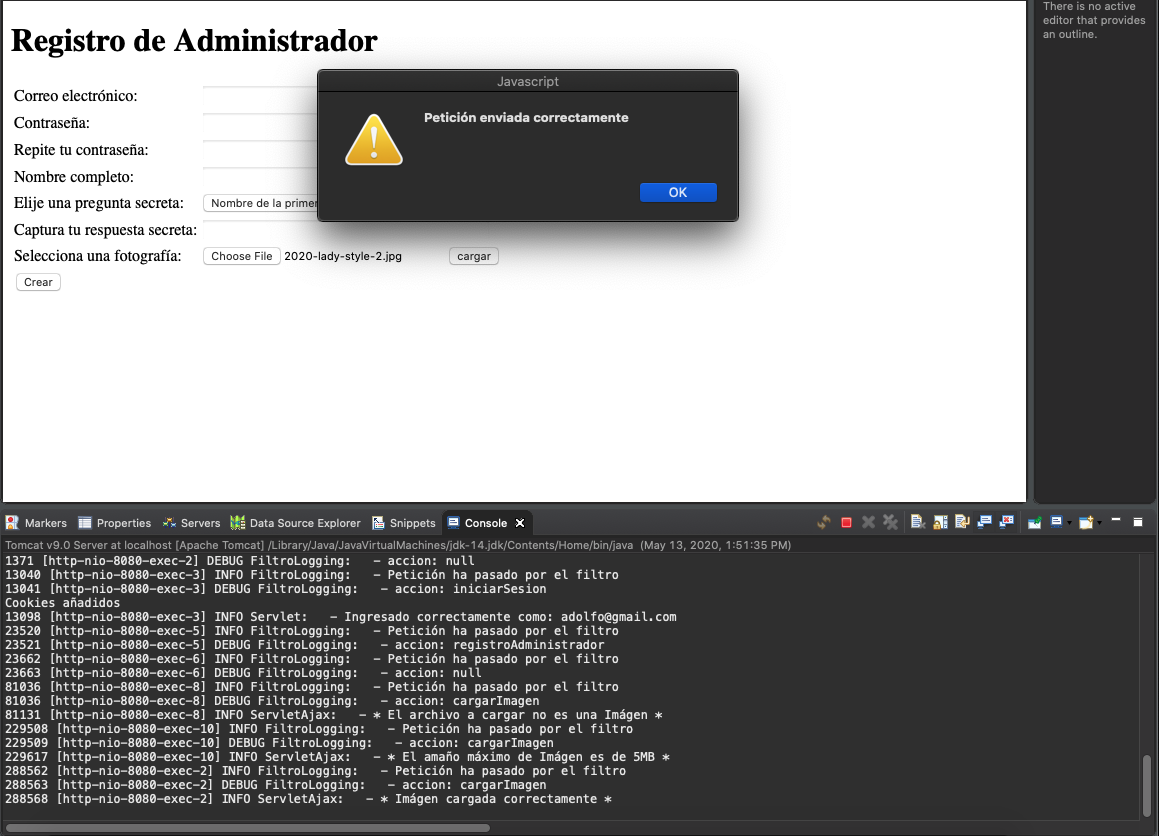 There is no active
editor that provides
an outline.
Registro de Administrador
Javascript
Petición enviada correctamente
OK
Correo electrónico:
Contraseña:
Repite tu contraseña:
Nombre completo:
Elije una pregunta secreta:
Nombre de la primer
Captura tu respuesta secreta:
Selecciona una fotografía:
Choose File 2020-lady-style-2.jpg
cargar
Crear
Markers Properties Servers Data Source Explorer Snippets Console
Tomcat v9.0 Server at localhost [Apache Tomcat] /Library/Java/JavaVirtualMachines/jdk-14.jdk/Contents/Home/bin/java (May 13, 2020, 1:51:35 PM)
1371 [http-nio-8080-exec-2] DEBUG FiltroLogging: - accion: null
13040 [http-nio-8080-exec-3] INFO FiltroLogging: - Petición ha pasado por el filtro
13041 [http-nio-8080-exec-3] DEBUG FiltroLogging: - accion: iniciarSesion
Cookies añadidos
13098 [http-nio-8080-exec-3] INFO Servlet: - Ingresado correctamente como: adolfo@gmail.com
23520 [http-nio-8080-exec-5] INFO FiltroLogging: - Petición ha pasado por el filtro
23521 [http-nio-8080-exec-5] DEBUG FiltroLogging: - accion: registroAdministrador
23662 [http-nio-8080-exec-6] INFO FiltroLogging: - Petición ha pasado por el filtro
23663 [http-nio-8080-exec-6] DEBUG FiltroLogging: - accion: null
81036 [http-nio-8080-exec-8] INFO FiltroLogging: - Petición ha pasado por el filtro
81036 [http-nio-8080-exec-8] DEBUG FiltroLogging: - accion: cargarImagen
81131 [http-nio-8080-exec-8] INFO ServletAjax: - * El archivo a cargar no es una Imágen *
229508 [http-nio-8080-exec-10] INFO FiltroLogging: - Petición ha pasado por el filtro
229509 [http-nio-8080-exec-10] DEBUG FiltroLogging: - accion: cargarImagen
229617 [http-nio-8080-exec-10] INFO ServletAjax: - * El amaño máximo de Imágen es de 5MB *
288562 [http-nio-8080-exec-2] INFO FiltroLogging: - Petición ha pasado por el filtro
288563 [http-nio-8080-exec-2] DEBUG FiltroLogging: - accion: cargarImagen
288568 [http-nio-8080-exec-2] INFO ServletAjax: - * Imágen cargada correctamente *